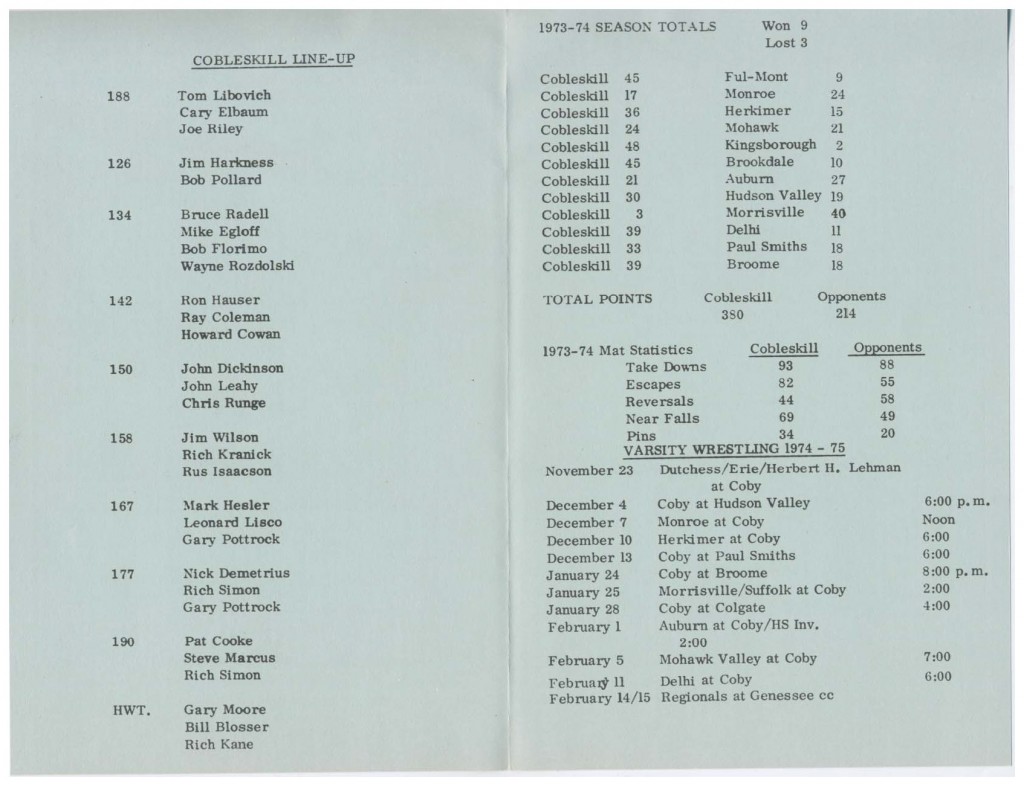 COBLESKILL LINE-UP
188 Tom Libovich
Cary Elbaum
Joe Riley
126 Jim Harkness
Bob Pollard
134 Bruce Radell
Mike Egloff
Bob Florimo
Wayne Rozdolski
142 Ron Hauser
Ray Coleman
Howard Cowan
150 John Dickinson
John Leahy
Chris Runge
158 Jim Wilson
Rich Kranick
Rus Isaacson
167 Mark Hesler
Leonard Lisco
Gary Pottrock
177 Nick Demetrius
Rich Simon
Gary Pottrock
190 Pat Cooke
Steve Marcus
Rich Simon
HWT. Gary Moore
Bill Blosser
Rich Kane
1973-74 SEASON TOTALS Won 9
Lost 3
Cobleskill 45 Ful-Mont 9
Cobleskill 17 Monroe 24
Cobleskill 36 Herkimer 15
Cobleskill 24 Mohawk 21
Cobleskill 48 Kingsborough 2
Cobleskill 45 Brookdale 10
Cobleskill 21 Auburn 27
Cobleskill 30 Hudson Valley 19
Cobleskill 3 Morrisville 40
Cobleskill 39 Delhi 11
Cobleskill 33 Paul Smiths 18
Cobleskill 39 Broome 18
TOTAL POINTS Cobleskill Opponents
380 214
1973-74 Mat Statistics Cobleskill Opponents
Take Downs 93 88
Escapes 82 55
Reversals 44 58
Near Falls 69 49
Pins 34 20
VARSITY WRESTLING 1974 - 75
November 23 Dutchess/Erie/Herbert H. Lehman
at Coby
December 4 Coby at Hudson Valley 6:00 p.m.
December 7 Monroe at Coby Noon
December 10 Herkimer at Coby 6:00
December 13 Coby at Paul Smiths 6:00
January 24 Coby at Broome 8:00 p.m.
January 25 Morrisville/Suffolk at Coby 2:00
January 28 Coby at Colgate 4:00
February 1 Auburn at Coby/HS Inv.
2:00
February 5 Mohawk Valley at Coby 7:00
February 11 Delhi at Coby 6:00
February 14/15 Regionals at Genessee cc